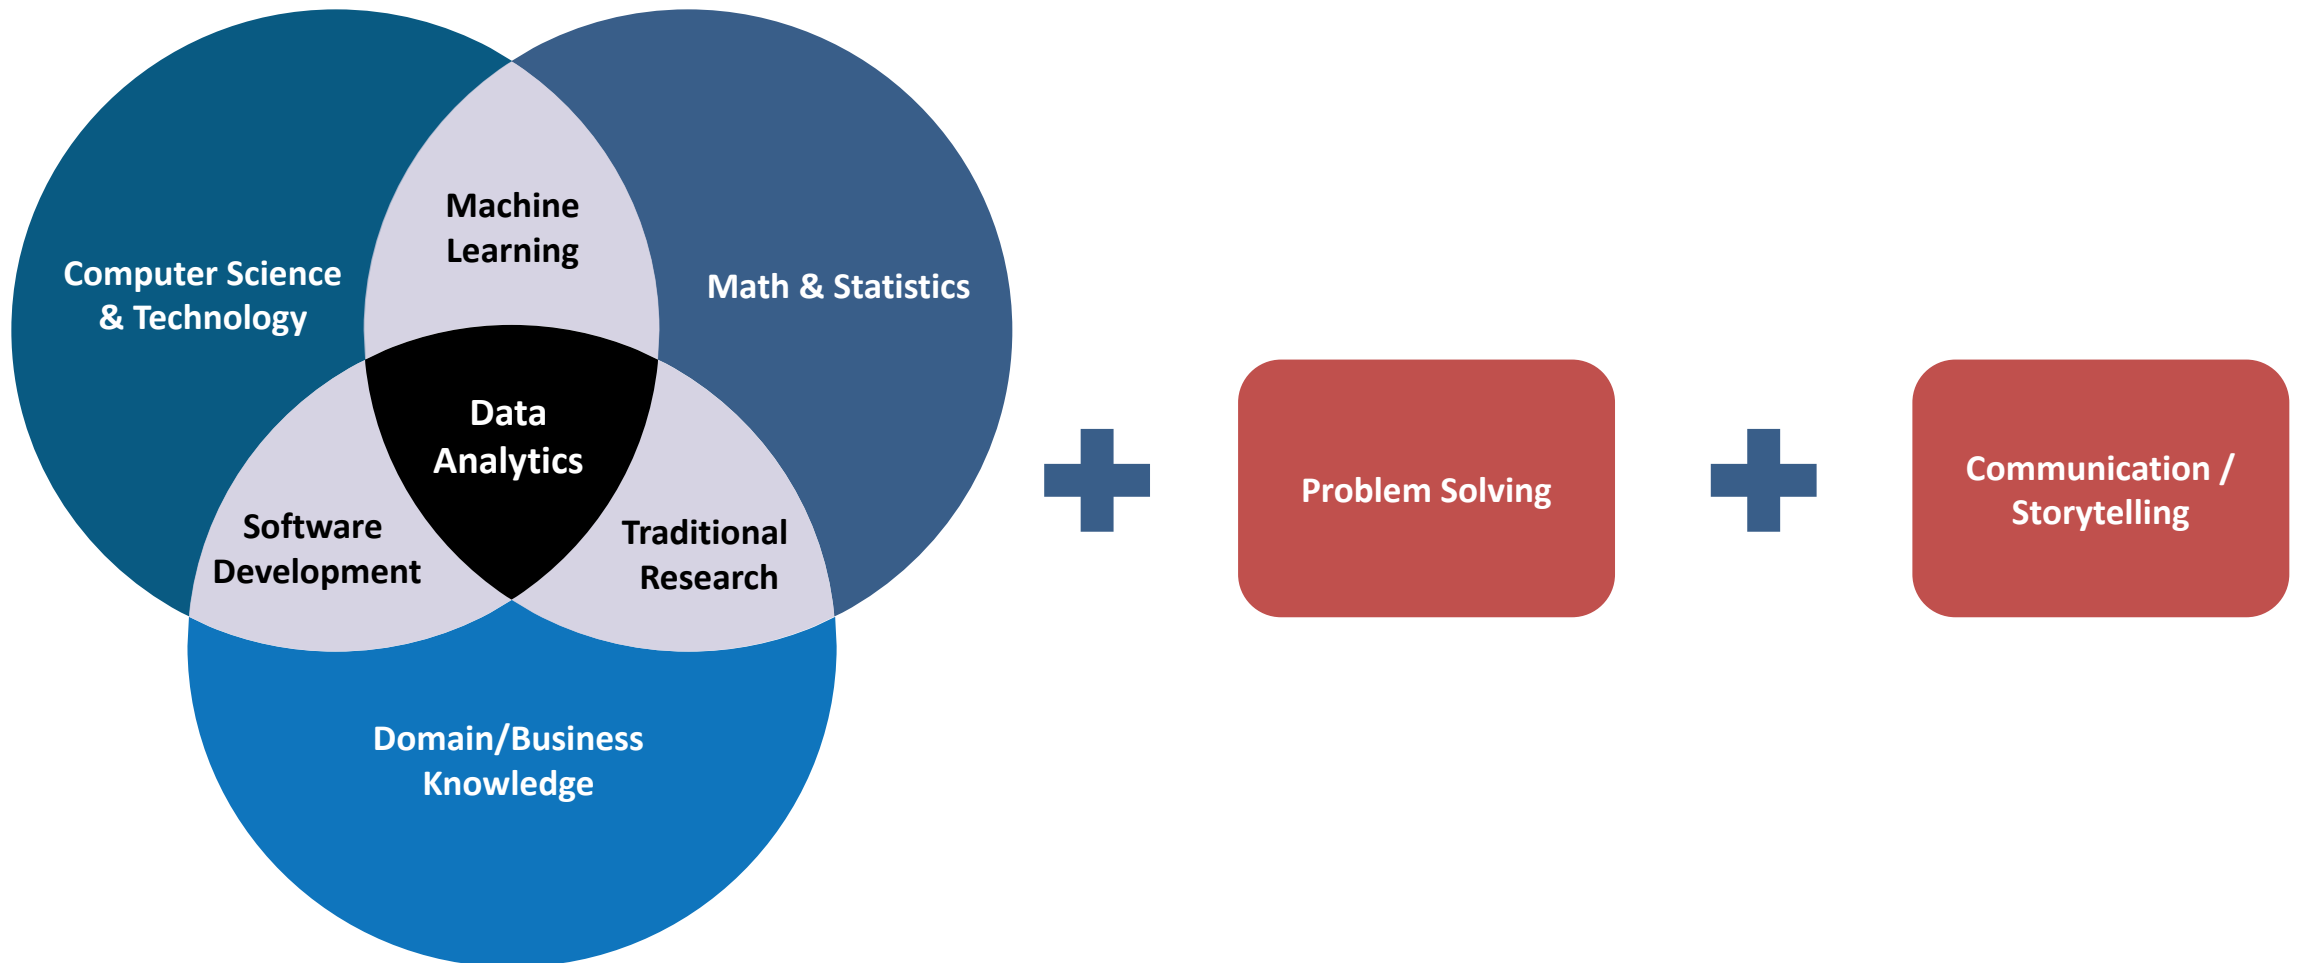 Machine
Learning
Computer Science
& Technology
Math & Statistics
Data
Analytics
Software
Development
Traditional
Research
Domain/Business
Knowledge
Problem Solving
Communication /
Storytelling